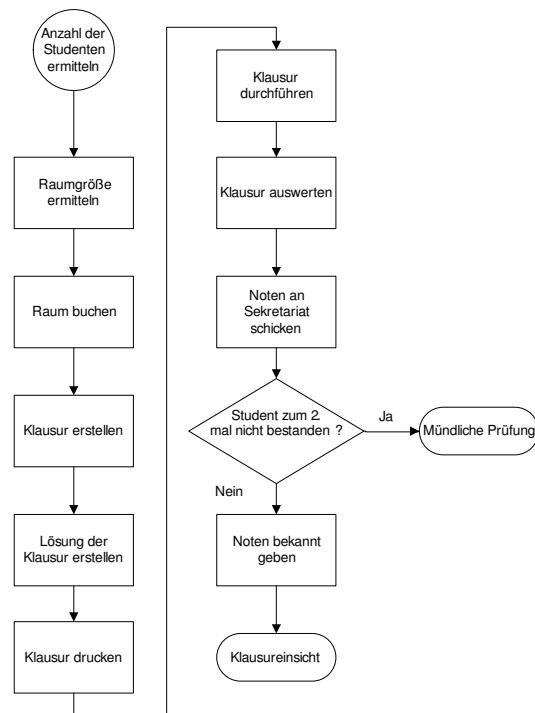 Anzahl der
Studenten
ermitteln
Raumgröße
ermitteln
Raum buchen
Klausur erstellen
Lösung der
Klausur erstellen
Klausur drucken
Klausur
durchführen
Klausur auswerten
Noten an
Sekretariat
schicken
Student zum 2.
mal nicht bestanden ?
Ja
Mündliche Prüfung
Nein
Noten bekannt
geben
Klausureinsicht